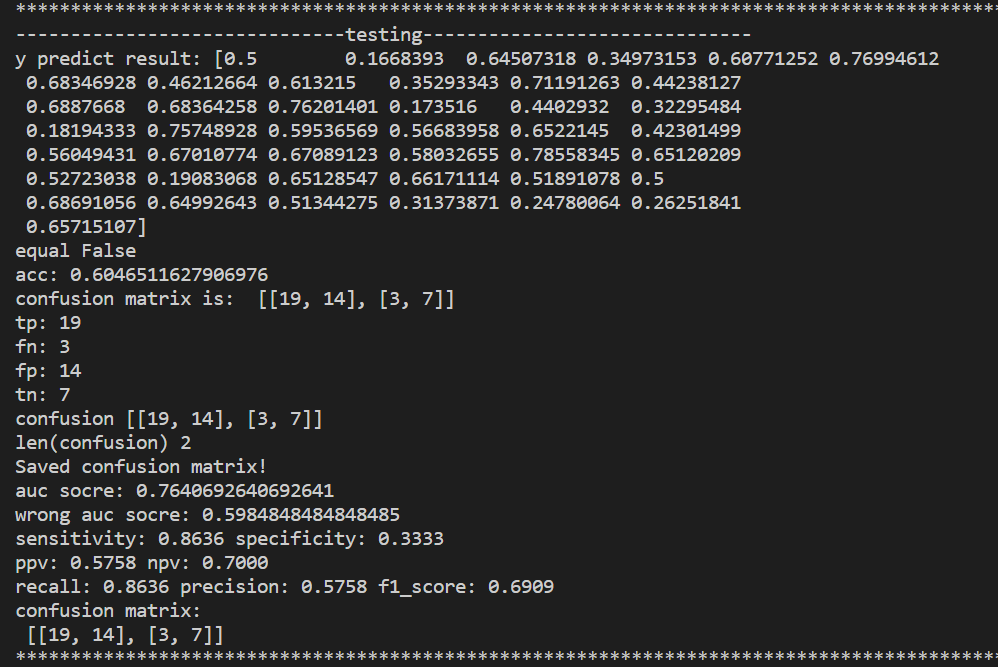 ******************************************************************************************
------------------------------testing------------------------------
y predict result: [0.5        0.1668393  0.64507318 0.34973153 0.60771252 0.76994612
 0.68346928 0.46212664 0.613215   0.35293343 0.71191263 0.44238127
 0.6887668  0.68364258 0.76201401 0.173516   0.4402932  0.32295484
 0.18194333 0.75748928 0.59536569 0.56683958 0.6522145  0.42301499
 0.56049431 0.67010774 0.67089123 0.58032655 0.78558345 0.65120209
 0.52723038 0.19083068 0.65128547 0.66171114 0.51891078 0.5
 0.68691056 0.64992643 0.51344275 0.31373871 0.24780064 0.26251841
 0.65715107]
equal False
acc: 0.6046511627906976
confusion matrix is:  [[19, 14], [3, 7]]
tp: 19
fn: 3
fp: 14
tn: 7
confusion [[19, 14], [3, 7]]
len(confusion) 2
Saved confusion matrix!
auc socre: 0.7640692640692641
wrong auc socre: 0.5984848484848485
sensitivity: 0.8636 specificity: 0.3333
ppv: 0.5758 npv: 0.7000
recall: 0.8636 precision: 0.5758 f1_score: 0.6909
confusion matrix:
 [[19, 14], [3, 7]]
******************************************************************************************